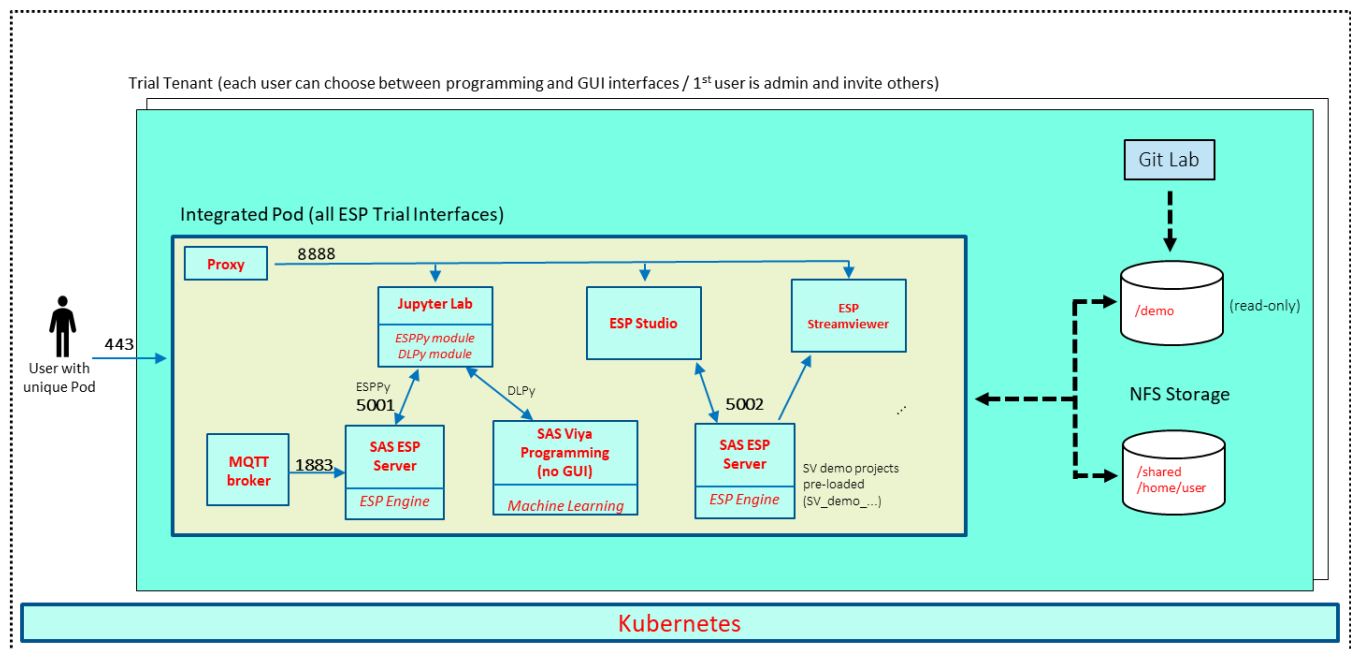 Trial Tenant (each user can choose between programming and GUI interfaces / 1st user is admin and invite others)
Git Lab
Integrated Pod (all ESP Trial Interfaces)
Proxy
8888
/demo
(read-only)
Jupyter Lab
ESPPy module
DLPy module
ESP Studio
ESP
Streamviewer
443
User with
unique Pod
ESPPy
5001
DLPy
5002
NFS Storage
MQTT
broker
1883
SAS ESP
Server
ESP Engine
SAS Viya
Programming
(no GUI)
Machine Learning
SAS ESP
Server
ESP Engine
...
SV demo projects
pre-loaded
(SV_demo_...)
/shared
/home/user
Kubernetes